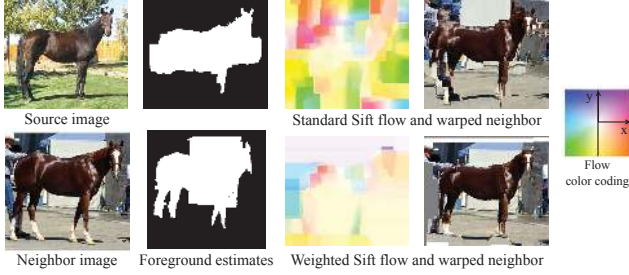 Source image
Standard Sift flow and warped neighbor
y
x
Flow
color coding
Neighbor image
Foreground estimates
Weighted Sift flow and warped neighbor